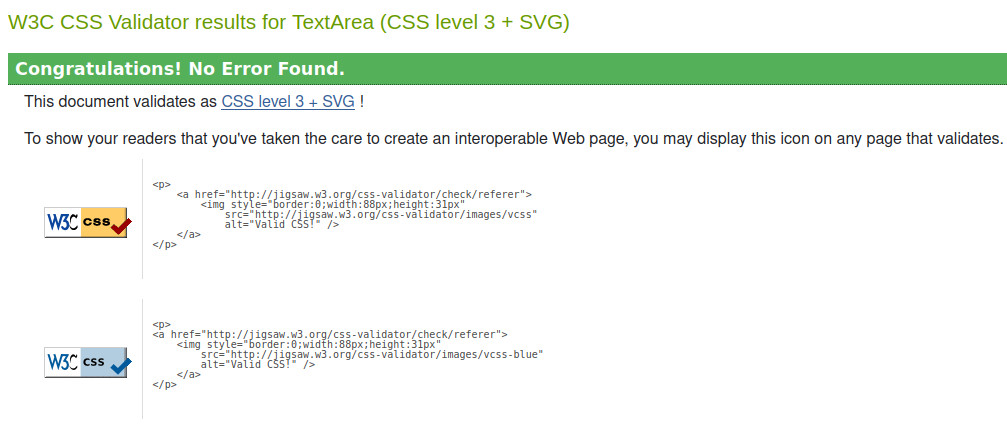 W3C CSS Validator results for TextArea (CSS level 3 + SVG)
Congratulations! No Error Found.
This document validates as CSS level 3 + SVG !
To show your readers that you've taken the care to create an interoperable Web page, you may display this icon on any page that validates.
W3C css
<p>
    <a href="http://jigsaw.w3.org/css-validator/check/referer">
        <img style="border:0;width:88px;height:31px"
            src="http://jigsaw.w3.org/css-validator/images/vcss"
            alt="Valid CSS!" />
    </a>
</p>
W3C css
<p>
<a href="http://jigsaw.w3.org/css-validator/check/referer">
    <img style="border:0;width:88px;height:31px"
        src="http://jigsaw.w3.org/css-validator/images/vcss-blue"
        alt="Valid CSS!" />
    </a>
</p>